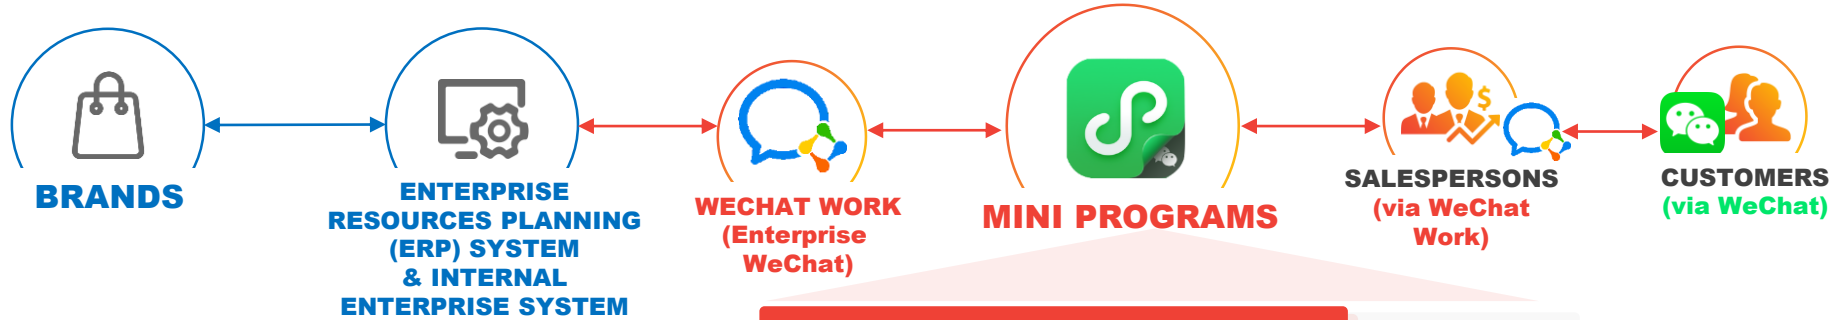 BRANDS
ENTERPRISE
RESOURCES PLANNING
(ERP) SYSTEM
& INTERNAL
ENTERPRISE SYSTEM
WECHAT WORK
(Enterprise
WeChat)
MINI PROGRAMS
SALESPERSONS
(via WeChat
Work)
CUSTOMERS
(via WeChat)